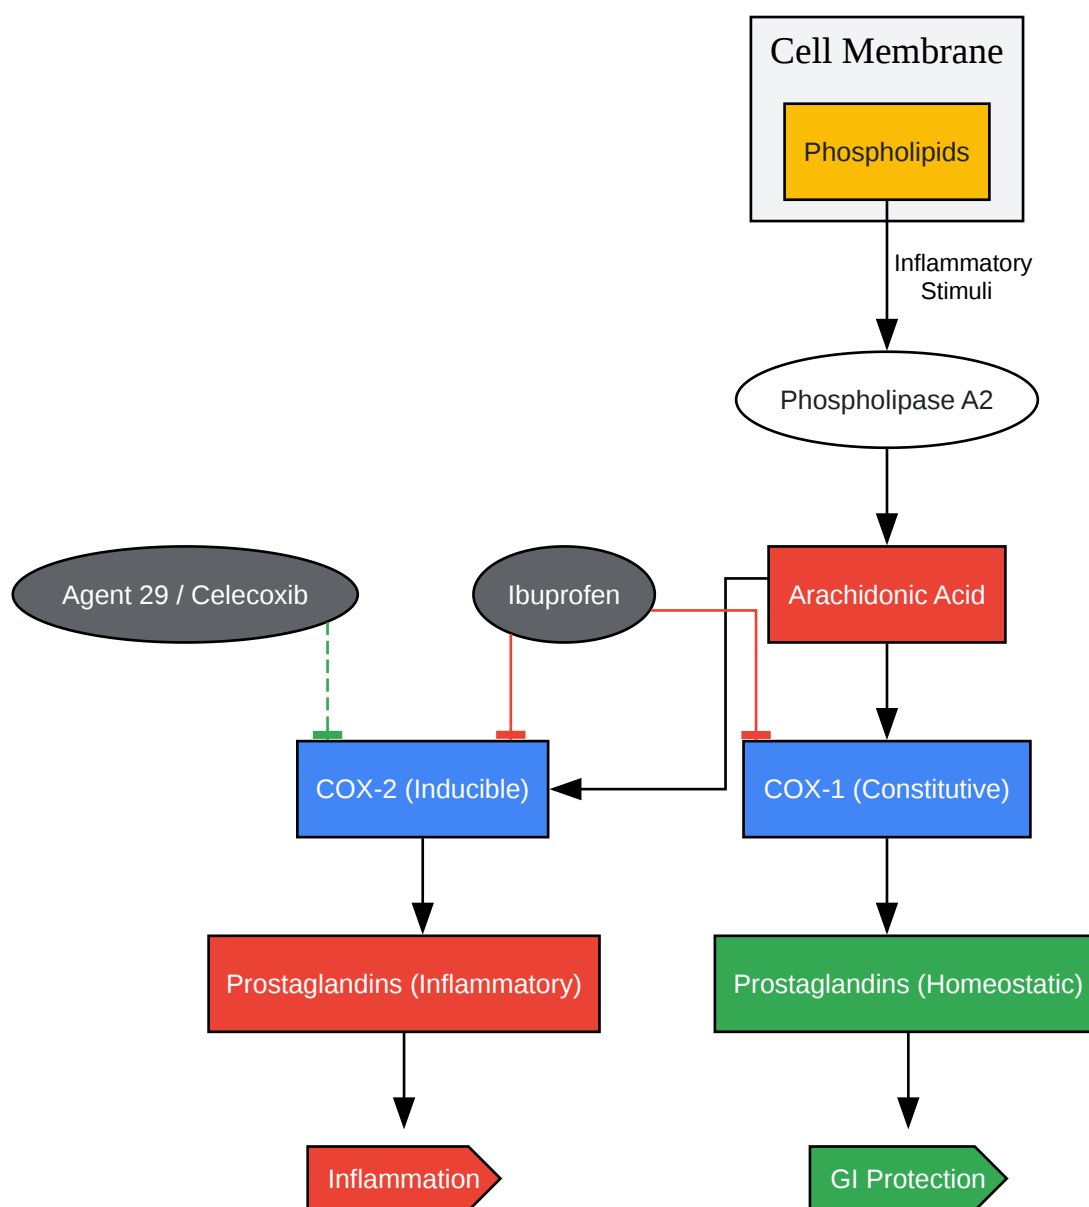 Cell Membrane
Phospholipids
Inflammatory
Stimuli
Phospholipase A2
Agent 29 / Celecoxib
Ibuprofen
Arachidonic Acid
COX-2 (Inducible)
COX-1 (Constitutive)
Prostaglandins (Inflammatory)
Prostaglandins (Homeostatic)
Inflammation
GI Protection